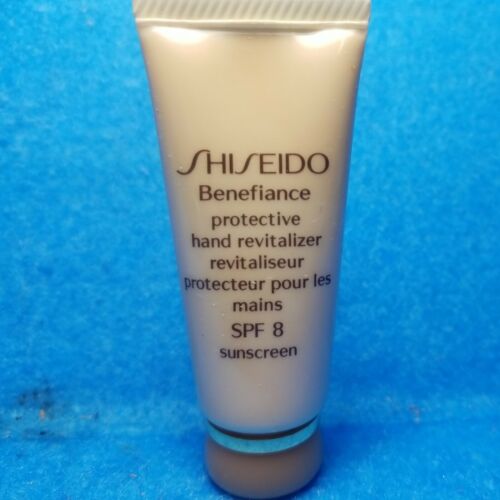 SHISEIDO
Benefiance
protective
hand revitalizer
revitaliseur
protecteur pour les
mains
SPF 8
sunscreen